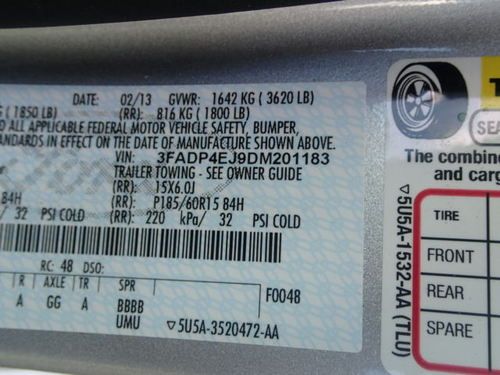 DATE: 02/13 GVWR: 1642 KG ( 3620 LB)
G ( 1850 LB) (RR): 816 KG ( 1800 LB)
O ALL APPLICABLE FEDERAL MOTOR VEHICLE SAFETY, BUMPER,
ANDARDS IN EFFECT ON THE DATE OF MANUFACTURE SHOWN ABOVE.
VIN: 3FADP4EJ9DM201183
TRAILER TOWING - SEE OWNER GUIDE
(RR): 15X6.0J
84H (RR): P185/60R15 84H
/ 32 PSI COLD (RR): 220 kPa/ 32 PSI COLD
RC: 48 DSO:
R AXLE TR SPR F0048
A GG A BBBB
UMU ▿5U5A-3520472-AA
T
SEA
The combine
and carg
TIRE
FRONT
REAR
SPARE
▿5U5A-1532-AA (TLU)